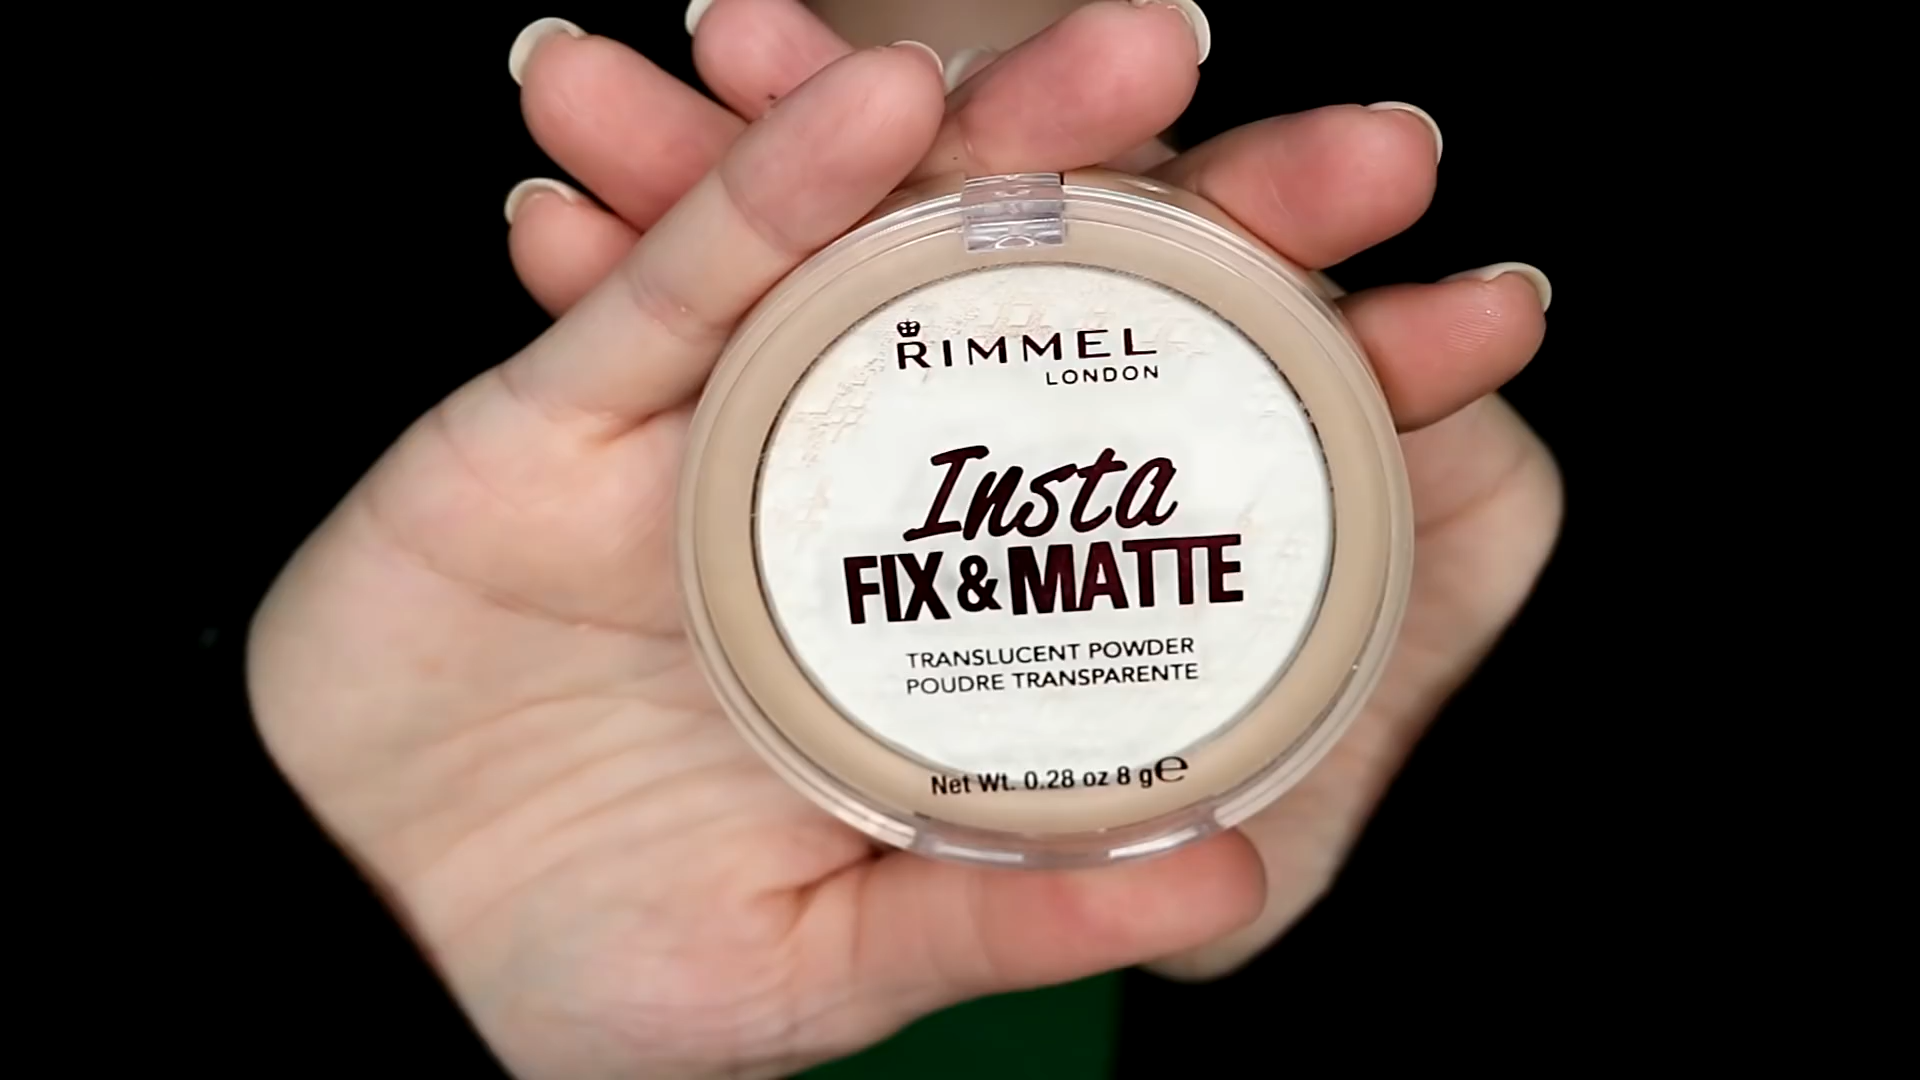 RIMMEL
LONDON
Insta
FIX & MATTE
TRANSLUCENT POWDER
POUDRE TRANSPARENTE
Net Wt. 0.28 oz 8 g℮